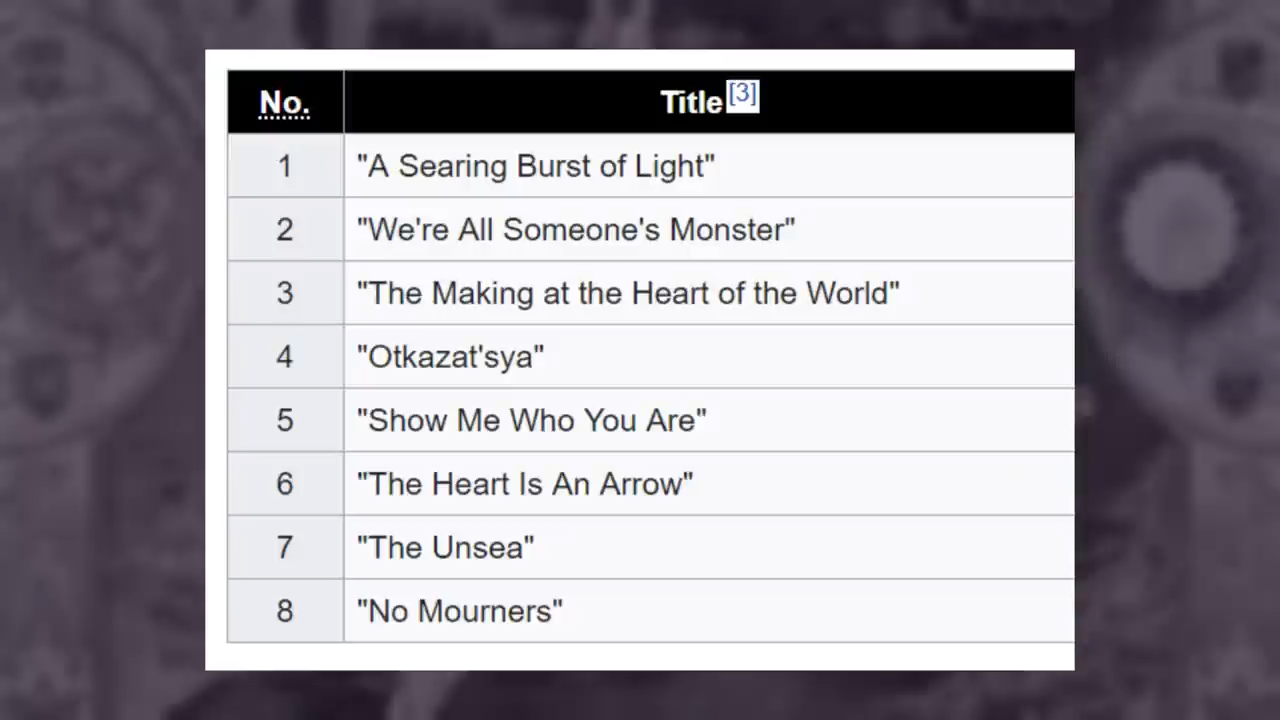 No. Title[3]
1 "A Searing Burst of Light"
2 "We're All Someone's Monster"
3 "The Making at the Heart of the World"
4 "Otkazat'sya"
5 "Show Me Who You Are"
6 "The Heart Is An Arrow"
7 "The Unsea"
8 "No Mourners"